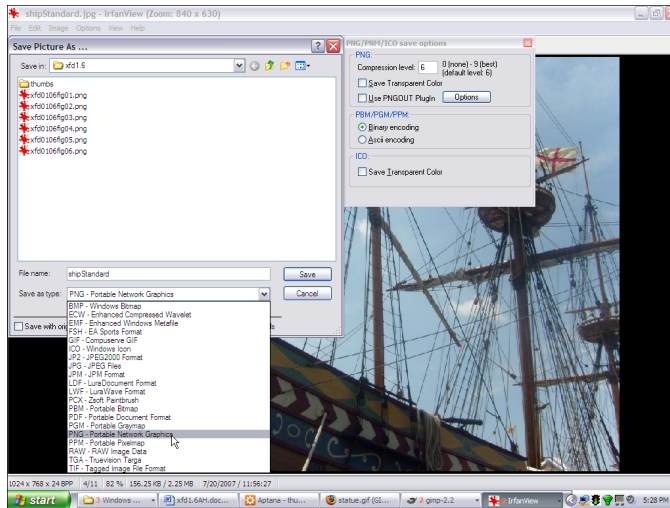 shipStandard.jpg - IrfanView (Zoom: 840 x 630)
File Edit Image Options View Help
Save Picture As ...
Save in: xfd1.6
thumbs
xfd0106fig01.png
xfd0106fig02.png
xfd0106fig03.png
xfd0106fig04.png
xfd0106fig05.png
xfd0106fig06.png
File name: shipStandard
Save
Save as type: PNG - Portable Network Graphics
Cancel
BMP - Windows Bitmap
ECW - Enhanced Compressed Wavelet
EMF - Enhanced Windows Metafile
FSH - EA Sports Format
GIF - Compuserve GIF
ICO - Windows Icon
JP2 - JPEG2000 Format
JPG - JPEG Files
JPM - JPM Format
LDF - LuraDocument Format
LWF - LuraWave Format
PCX - Zsoft Paintbrush
PBM - Portable Bitmap
PDF - Portable Document Format
PGM - Portable Graymap
PNG - Portable Network Graphics
PPM - Portable Pixelmap
RAW - RAW Image Data
TGA - Truevision Targa
TIF - Tagged Image File Format
Save with
PNG/PNM/ICO save options
PNG:
Compression level: 6
0 (none) - 9 (best)
(default level: 6)
Save Transparent Color
Use PNGOUT PlugIn
Options
PBM/PGM/PPM:
Binary encoding
Ascii encoding
ICO:
Save Transparent Color
1024 x 768 x 24 BPP 4/11 82 % 156.25 KB / 2.25 MB 7/20/2007 / 11:56:27
start
3 Windows ...
xfd1.6AH.doc...
Aptana - thu...
statue.gif (GI...
2 gimp-2.2
IrfanView
5:28 PM